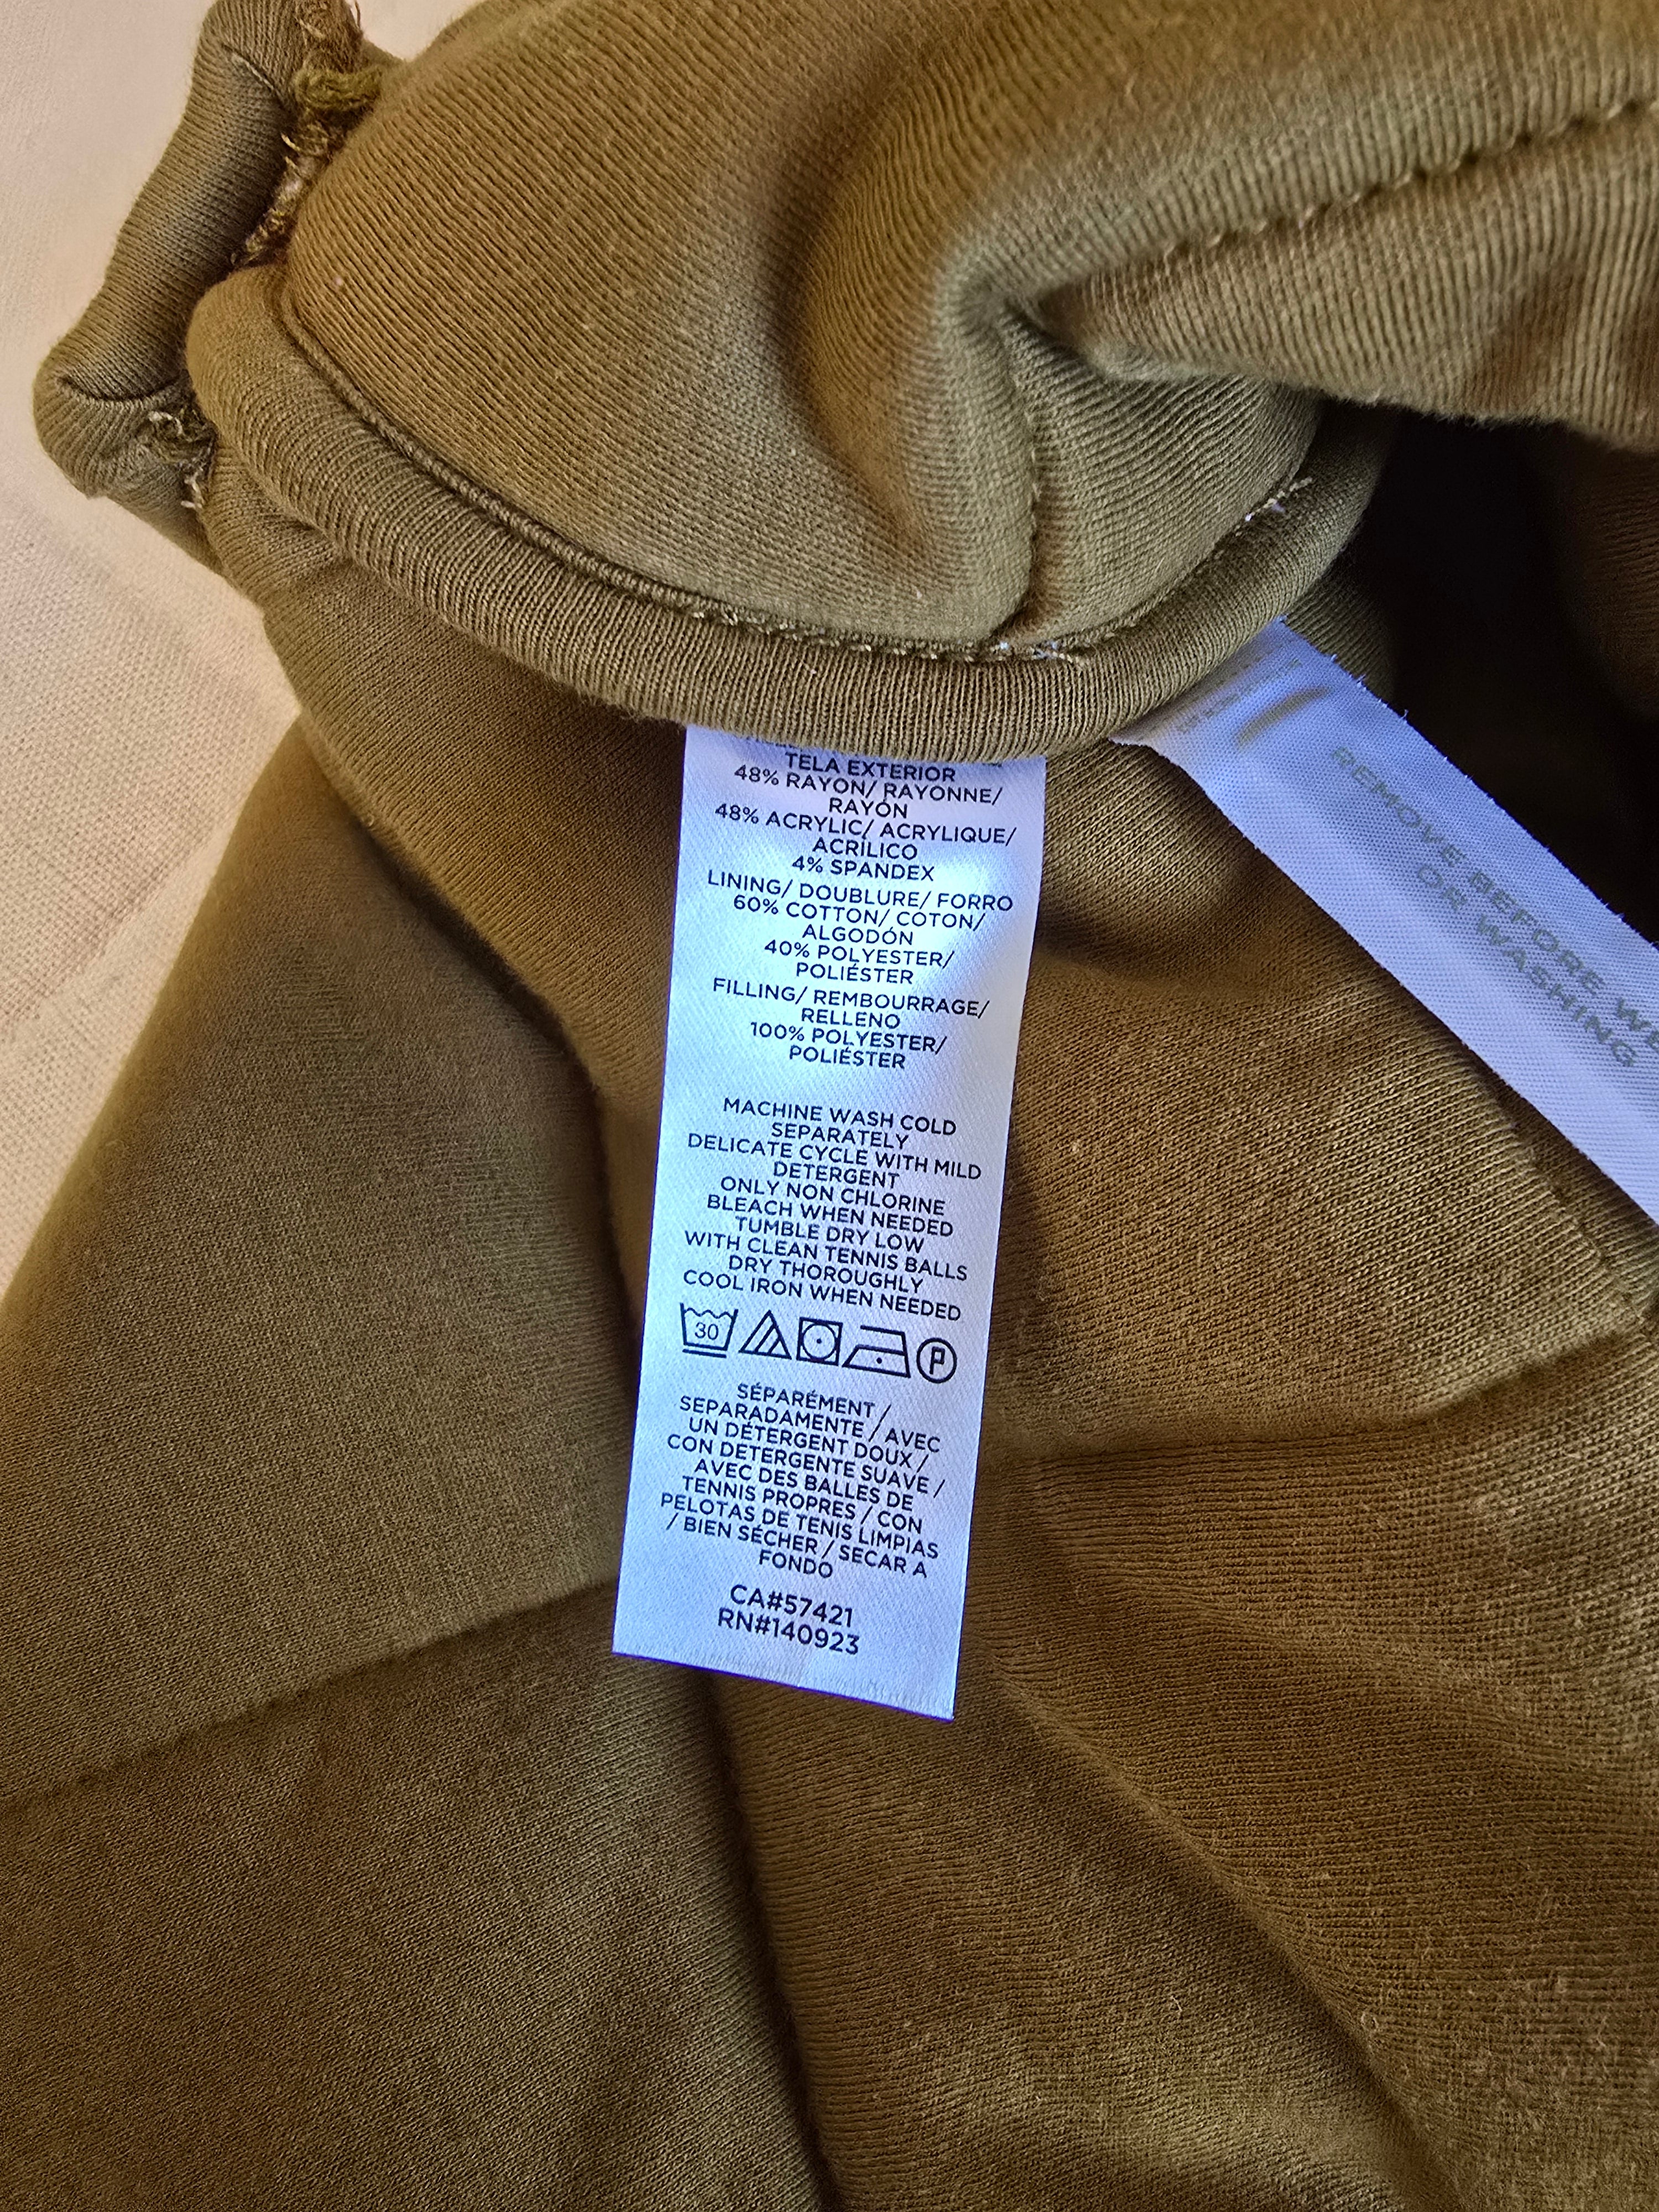 TELA EXTERIOR
48% RAYON/ RAYONNE/
RAYÓN
48% ACRYLIC/ ACRYLIQUE/
ACRÍLICO
4% SPANDEX
LINING/ DOUBLURE/ FORRO
60% COTTON/ COTON/
ALGODÓN
40% POLYESTER/
POLIÉSTER
FILLING/ REMBOURRAGE/
RELLENO
100% POLYESTER/
POLIÉSTER
MACHINE WASH COLD
SEPARATELY
DELICATE CYCLE WITH MILD
DETERGENT
ONLY NON CHLORINE
BLEACH WHEN NEEDED
TUMBLE DRY LOW
WITH CLEAN TENNIS BALLS
DRY THOROUGHLY
COOL IRON WHEN NEEDED
30 P
SÉPARÉMENT /
SEPARADAMENTE / AVEC
UN DÉTERGENT DOUX /
CON DETERGENTE SUAVE /
AVEC DES BALLES DE
TENNIS PROPRES / CON
PELOTAS DE TENIS LIMPIAS
/ BIEN SÉCHER / SECAR A
FONDO
CA#57421
RN#140923
REMOVE BEFORE WE
OR WASHING